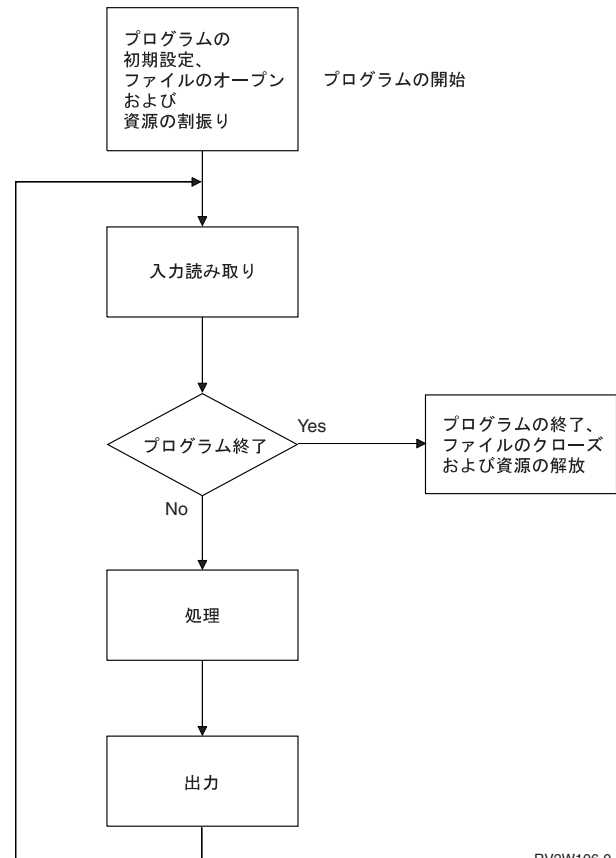 プログラムの
初期設定、
ファイルのオープン
および
資源の割振り
プログラムの開始
入力読み取り
プログラム終了
Yes
プログラムの終了、
ファイルのクローズ
および資源の解放
No
処理
出力